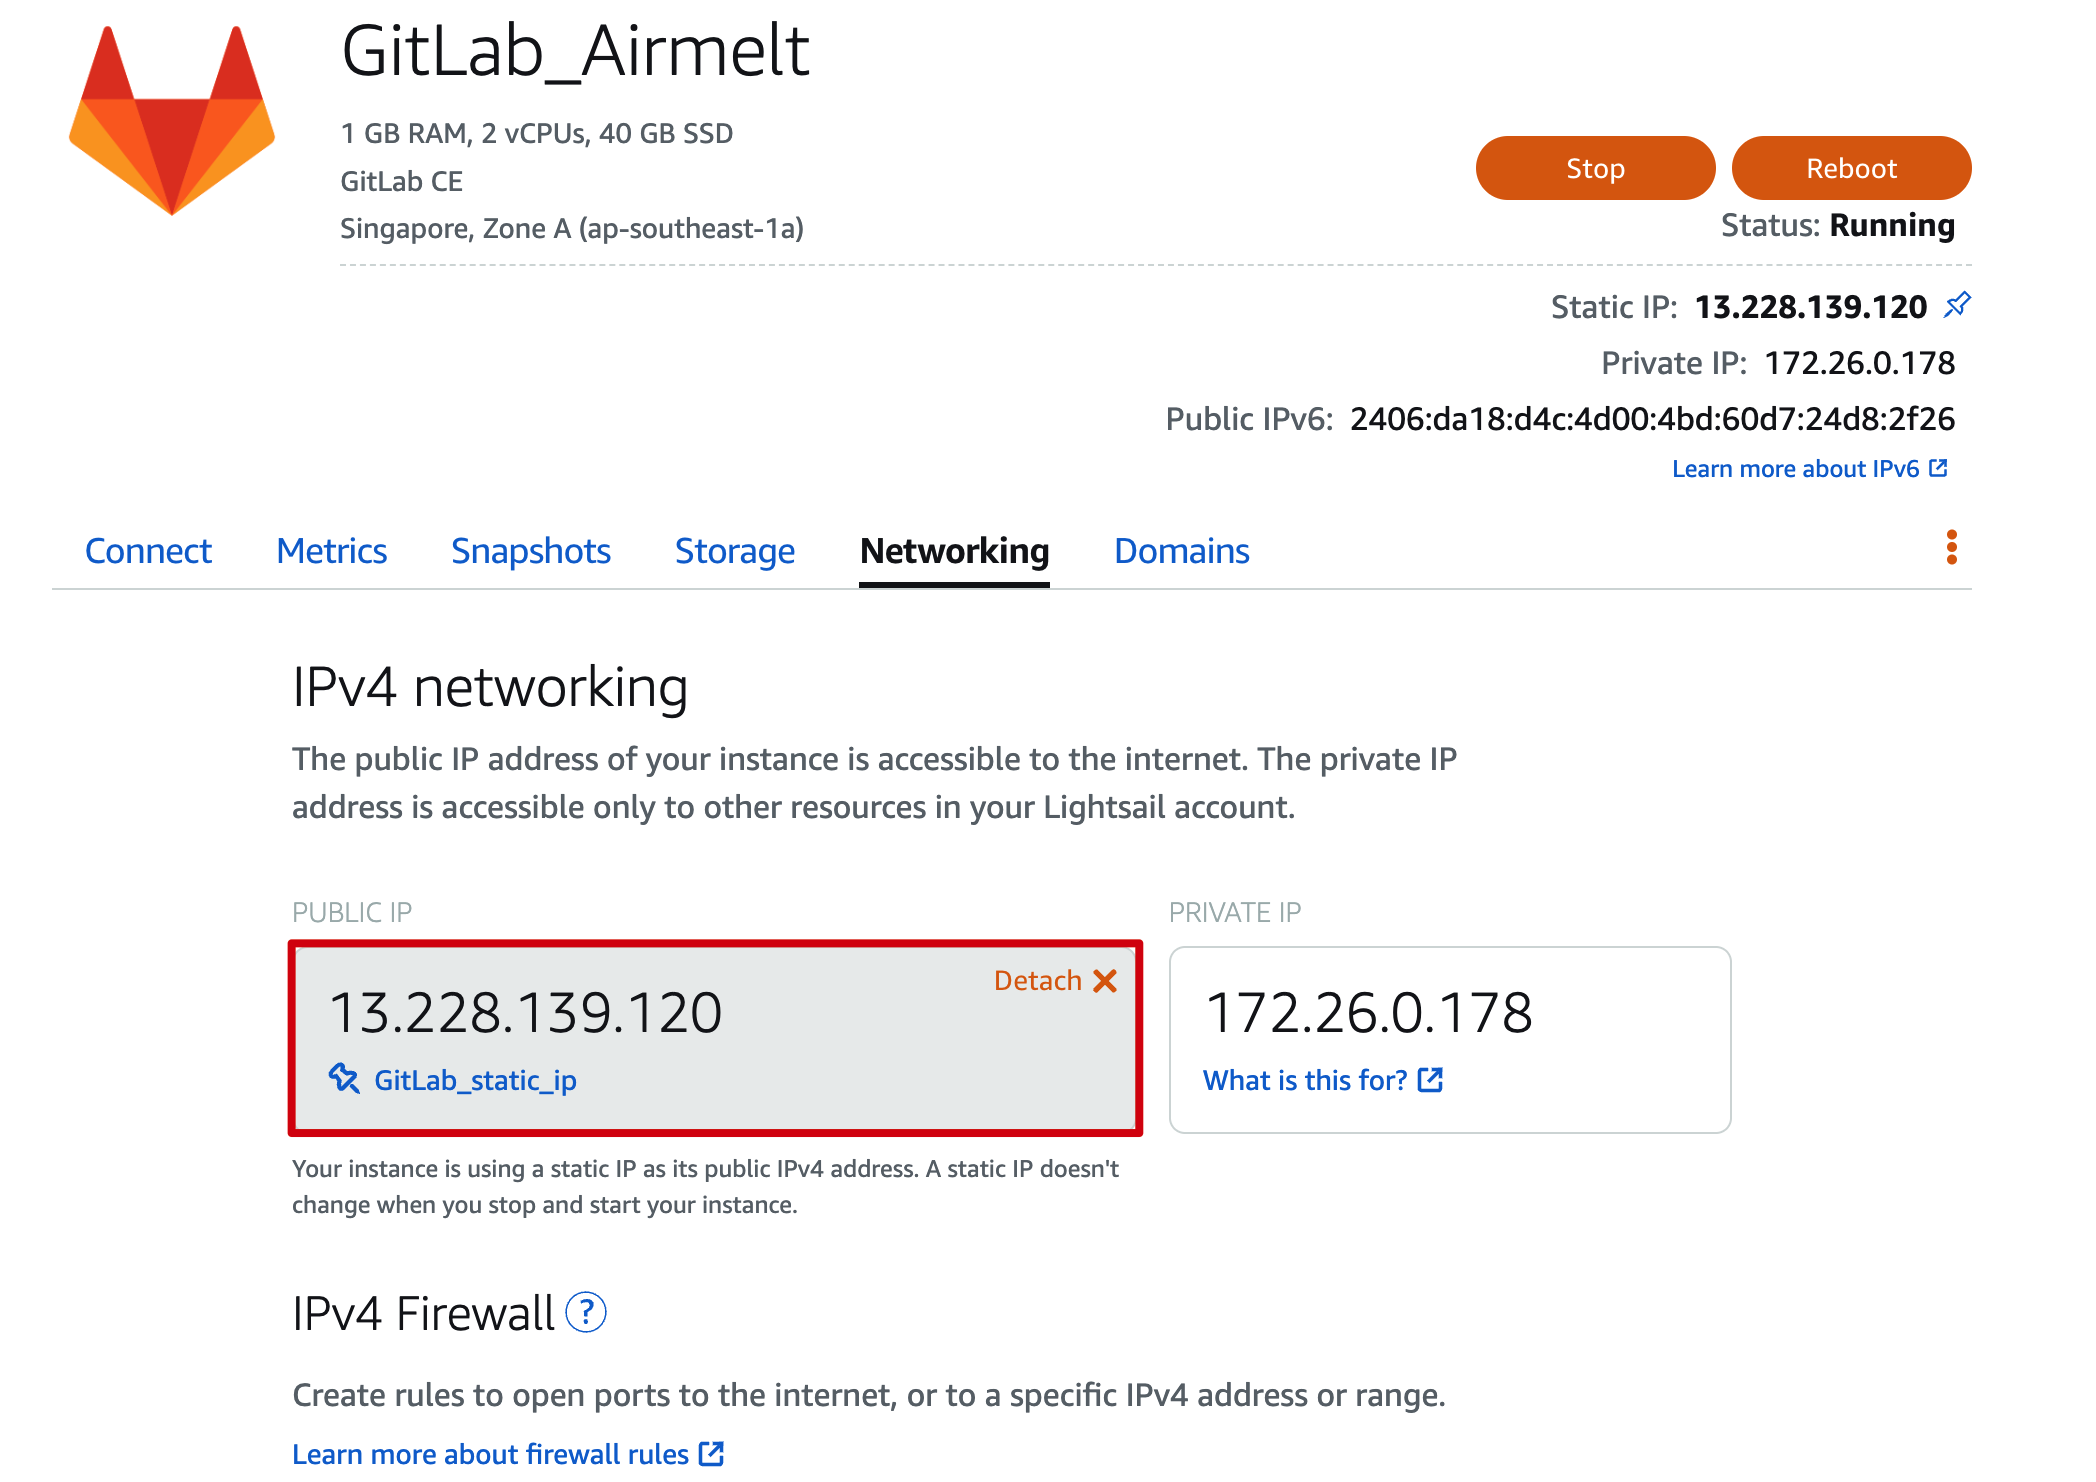 GitLab_Airmelt
1 GB RAM, 2 vCPUs, 40 GB SSD
GitLab CE
Singapore, Zone A (ap-southeast-1a)
Stop
Reboot
Status: Running
Static IP: 13.228.139.120
Private IP: 172.26.0.178
Public IPv6: 2406:da18:d4c:4d00:4bd:60d7:24d8:2f26
Learn more about IPv6
Connect Metrics Snapshots Storage Networking Domains
IPv4 networking
The public IP address of your instance is accessible to the internet. The private IP
address is accessible only to other resources in your Lightsail account.
PUBLIC IP
Detach
13.228.139.120
GitLab_static_ip
PRIVATE IP
172.26.0.178
What is this for?
Your instance is using a static IP as its public IPv4 address. A static IP doesn't
change when you stop and start your instance.
IPv4 Firewall ?
Create rules to open ports to the internet, or to a specific IPv4 address or range.
Learn more about firewall rules